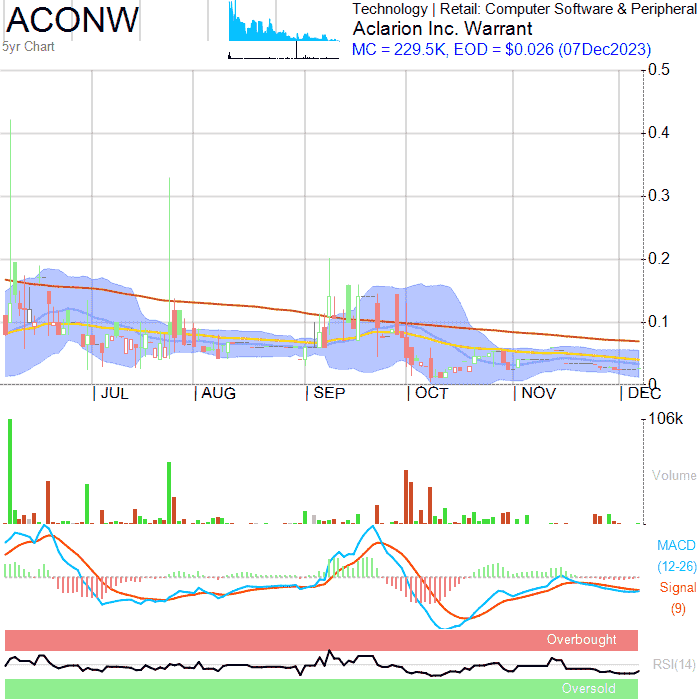 ACONW
5yr Chart
Technology | Retail: Computer Software & Peripheral
Aclarion Inc. Warrant
MC = 229.5K, EOD = $0.026 (07Dec2023)
0.5
0.4
0.3
0.2
0.1
0
JUL AUG SEP OCT NOV DEC
106k
Volume
MACD
(12-26)
Signal
(9)
Overbought
RSI(14)
Oversold